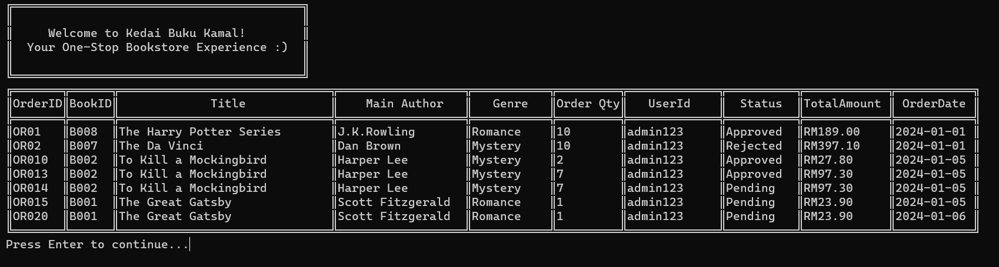 Welcome to Kedai Buku Kamal!
Your One-Stop Bookstore Experience :)
OrderID BookID Title Main Author Genre Order Qty UserId Status TotalAmount OrderDate
OR01 B008 The Harry Potter Series J.K.Rowling Romance 10 admin123 Approved RM189.00 2024-01-01
OR02 B007 The Da Vinci Dan Brown Mystery 10 admin123 Rejected RM397.10 2024-01-01
OR010 B002 To Kill a Mockingbird Harper Lee Mystery 2 admin123 Approved RM27.80 2024-01-05
OR013 B002 To Kill a Mockingbird Harper Lee Mystery 7 admin123 Approved RM97.30 2024-01-05
OR014 B002 To Kill a Mockingbird Harper Lee Mystery 7 admin123 Pending RM97.30 2024-01-05
OR015 B001 The Great Gatsby Scott Fitzgerald Romance 1 admin123 Pending RM23.90 2024-01-05
OR020 B001 The Great Gatsby Scott Fitzgerald Romance 1 admin123 Pending RM23.90 2024-01-06
Press Enter to continue...